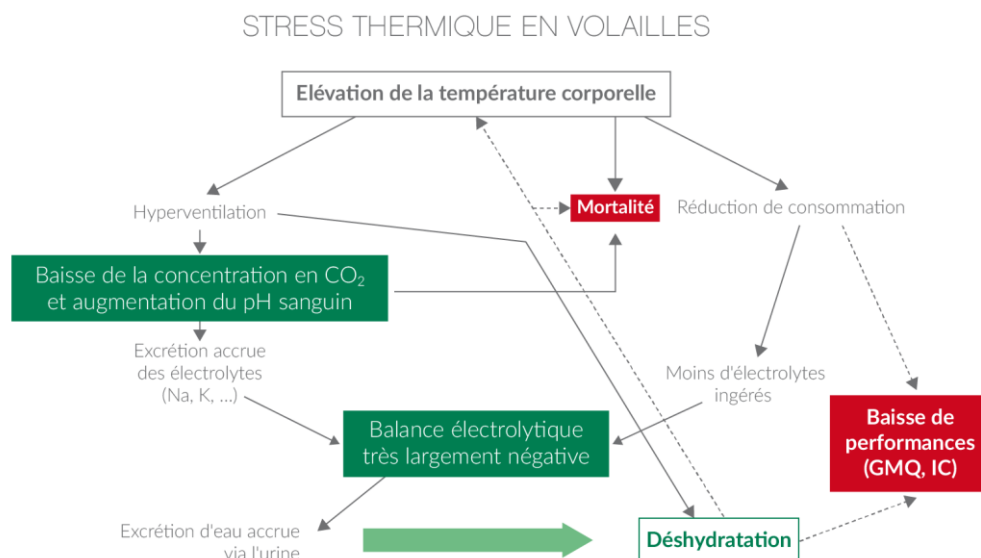 STRESS THERMIQUE EN VOLAILLES
Elévation de la température corporelle
Hyperventilation
Mortalité
Réduction de consommation
Baisse de la concentration en CO₂
et augmentation du pH sanguin
Excrétion accrue
des électrolytes
(Na, K, ...)
Moins d'électrolytes
ingérés
Balance électrolytique
très largement négative
Baisse de
performances
(GMQ, IC)
Excrétion d'eau accrue
via l'urine
Déshydratation